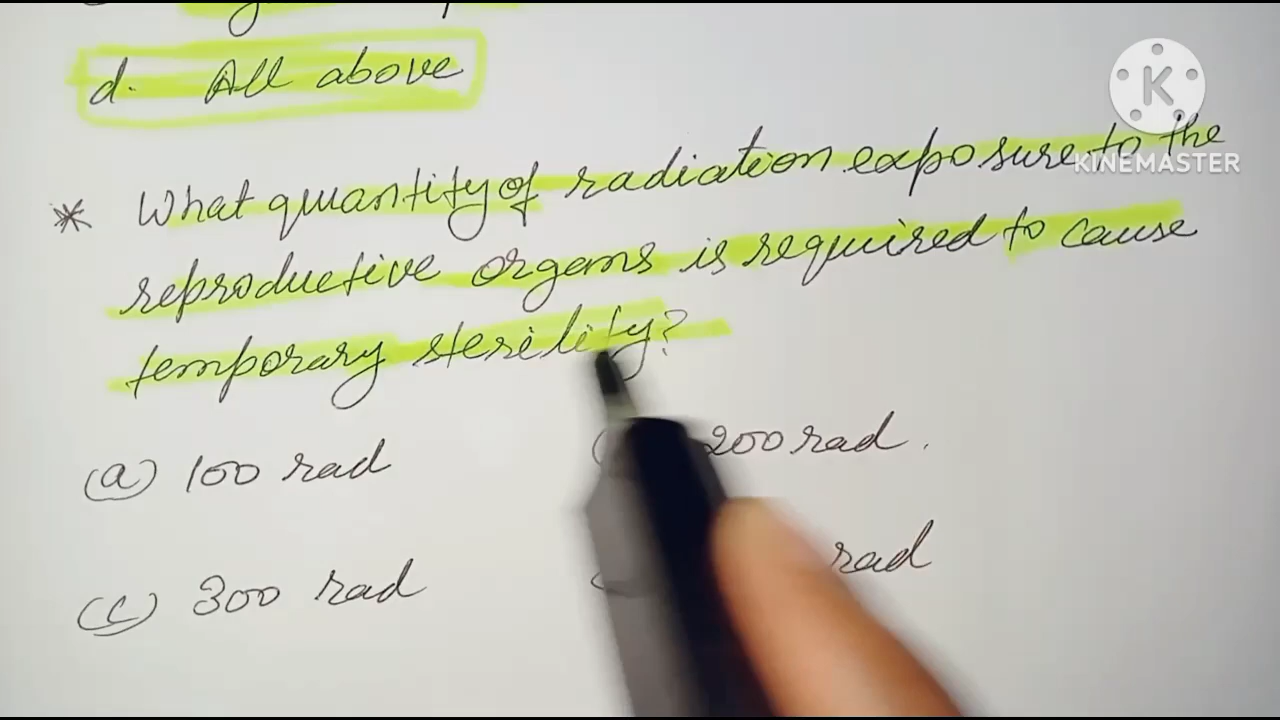 d. All above
KINEMASTER
* What quantity of radiation exposure to the
reproductive organs is required to cause
temporary sterility?
(a) 100 rad
200 rad.
(c) 300 rad
rad